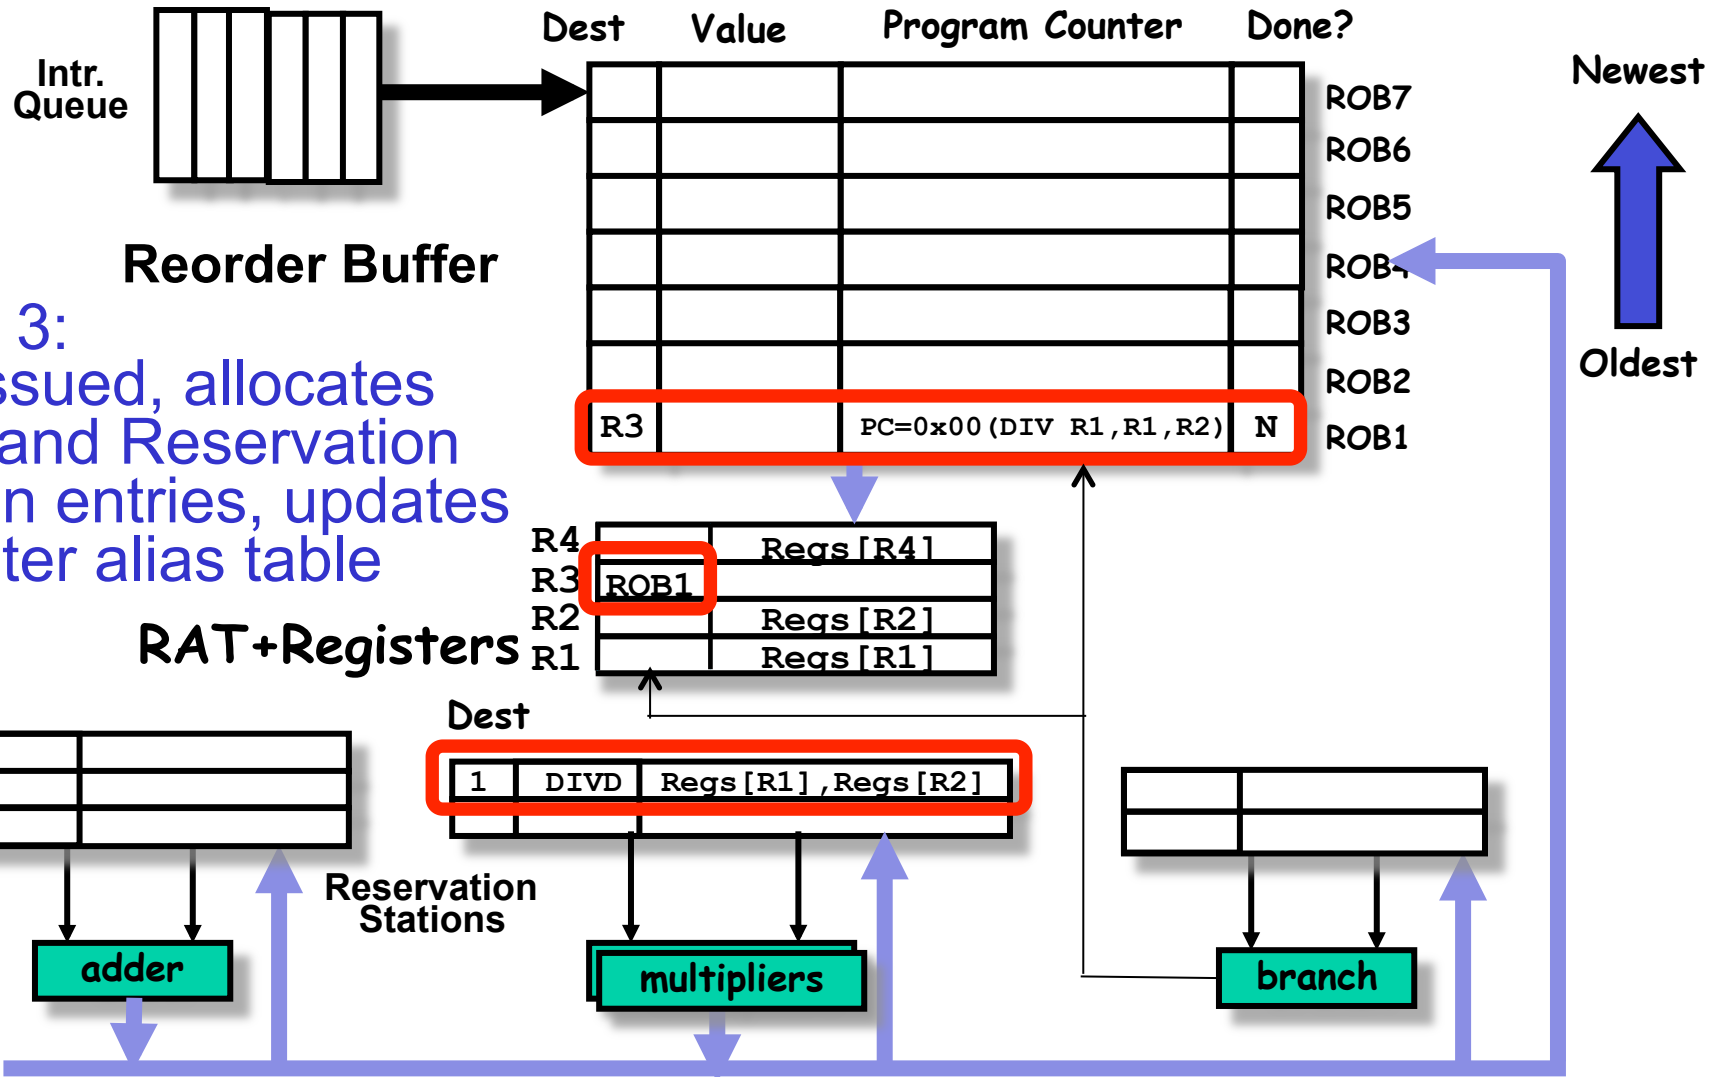 Dest Value Program Counter Done?
Intr.
Queue
Newest
ROB7
ROB6
ROB5
ROB4
ROB3
ROB2
R3 PC=0x00(DIV R1,R1,R2) N ROB1
Oldest
Reorder Buffer
3:
ssued, allocates
and Reservation
n entries, updates
ter alias table
R4 Regs[R4]
R3 ROB1
R2 Regs[R2]
R1 Regs[R1]
RAT+Registers
Dest
1 DIVD Regs[R1],Regs[R2]
Reservation
Stations
adder
multipliers
branch